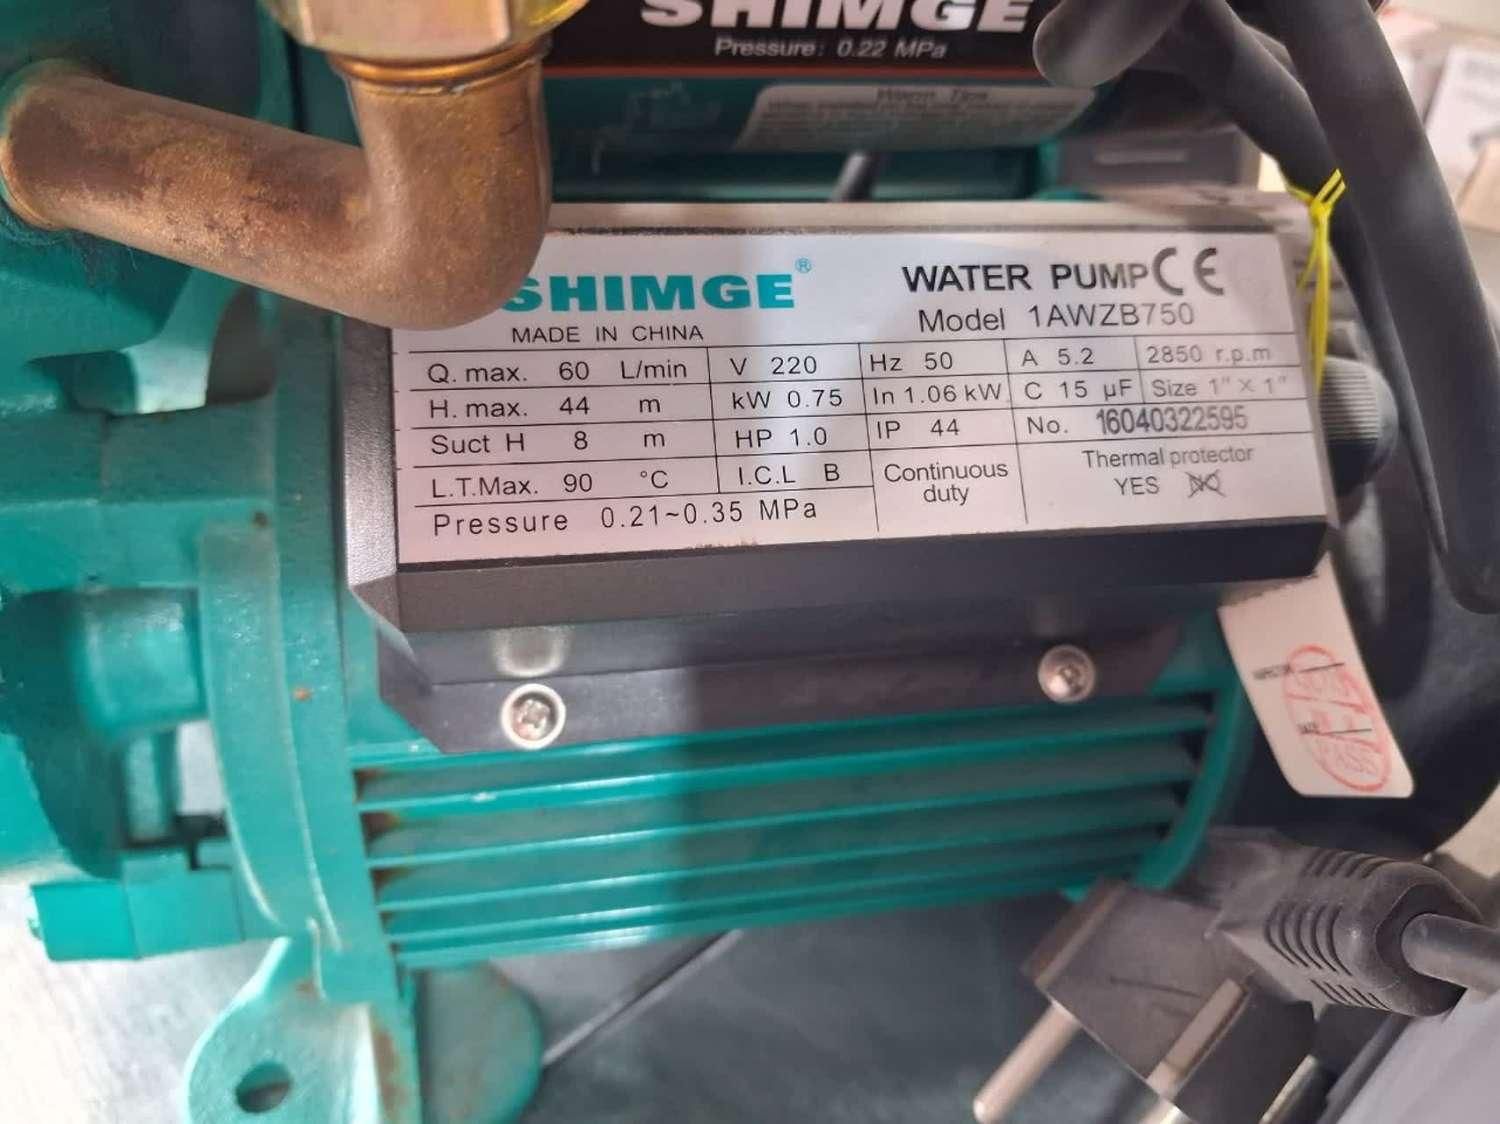 SHIMGE
Pressure: 0.22 MPa
Warm Tips
SHIMGE®
MADE IN CHINA
WATER PUMP CE
Model 1AWZB750
Q. max. 60 L/min V 220 Hz 50 A 5.2 2850 r.p.m
H. max. 44 m kW 0.75 In 1.06 kW C 15 µF Size 1" X 1"
Suct H 8 m HP 1.0 IP 44 No. 16040322595
L.T.Max. 90 °C I.C.L B Continuous duty Thermal protector
YES NO
Pressure 0.21~0.35 MPa